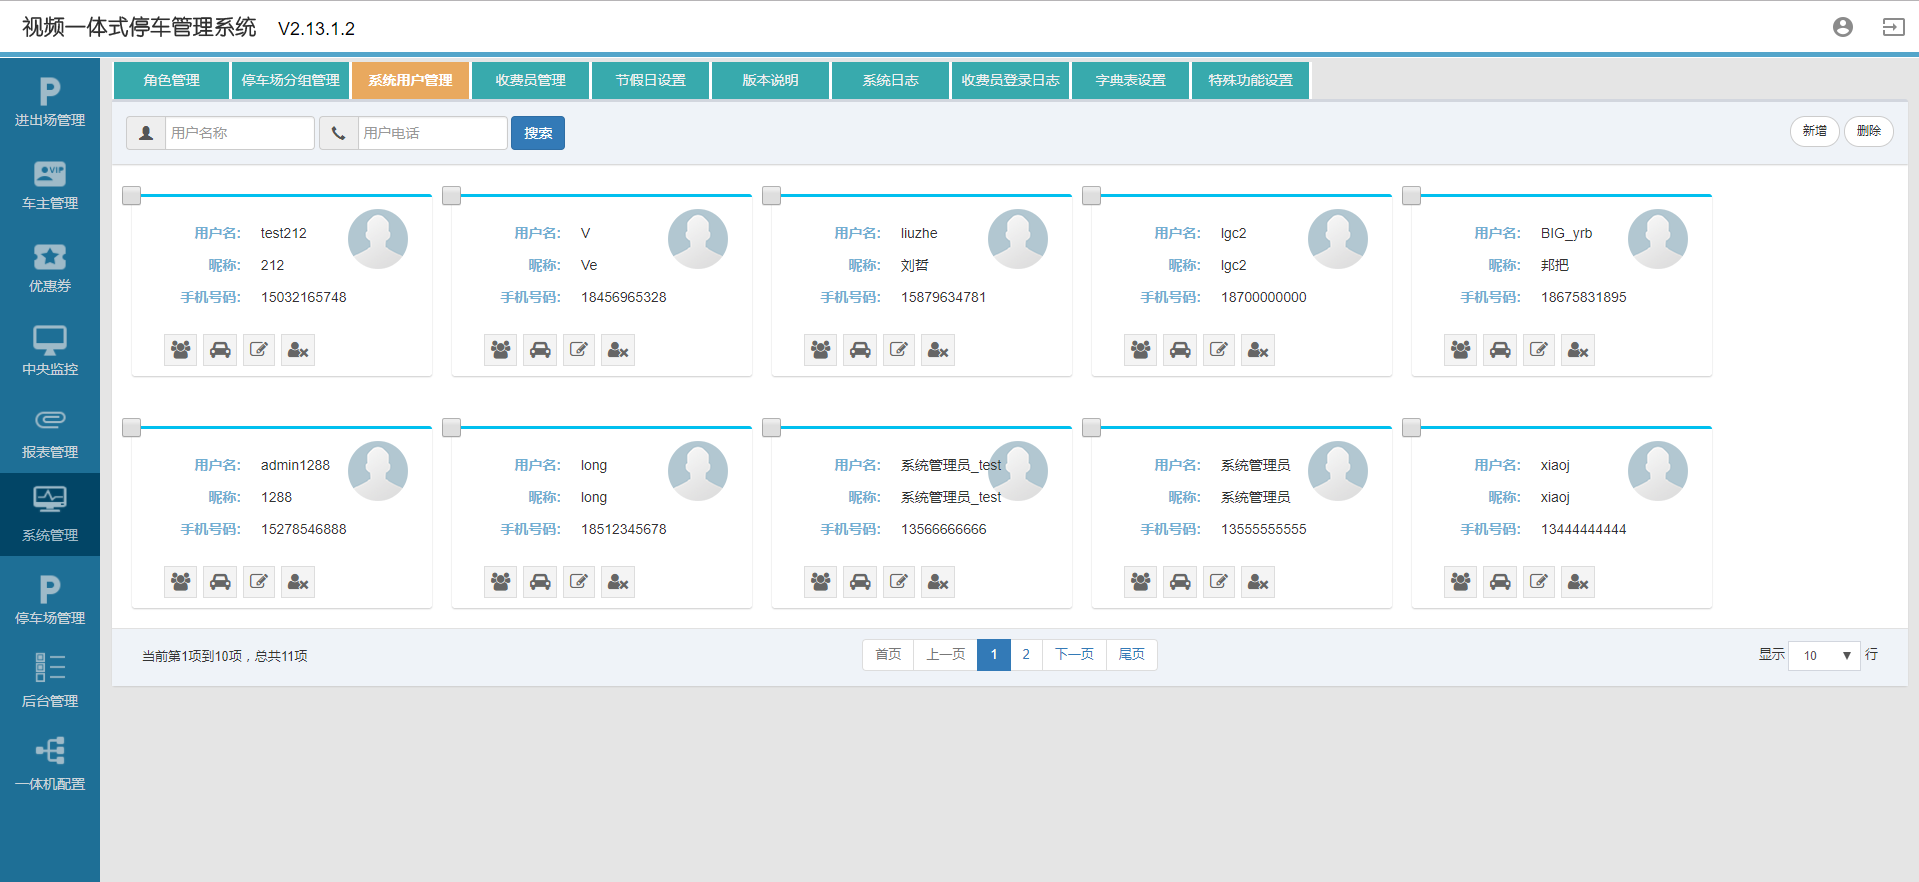 视频一体式停车管理系统 V2.13.1.2
进出场管理
车主管理
优惠券
中央监控
报表管理
系统管理
停车场管理
后台管理
一体机配置
角色管理 停车场分组管理 系统用户管理 收费员管理 节假日设置 版本说明 系统日志 收费员登录日志 字典表设置 特殊功能设置
用户名称 用户电话 搜索 新增 删除
用户名: test212
昵称: 212
手机号码: 15032165748
用户名: V
昵称: Ve
手机号码: 18456965328
用户名: liuzhe
昵称: 刘哲
手机号码: 15879634781
用户名: lgc2
昵称: lgc2
手机号码: 18700000000
用户名: BIG_yrb
昵称: 邦把
手机号码: 18675831895
用户名: admin1288
昵称: 1288
手机号码: 15278546888
用户名: long
昵称: long
手机号码: 18512345678
用户名: 系统管理员_test
昵称: 系统管理员_test
手机号码: 13566666666
用户名: 系统管理员
昵称: 系统管理员
手机号码: 13555555555
用户名: xiaoj
昵称: xiaoj
手机号码: 13444444444
当前第1项到10项，总共11项 首页 上一页 1 2 下一页 尾页 显示 10 行